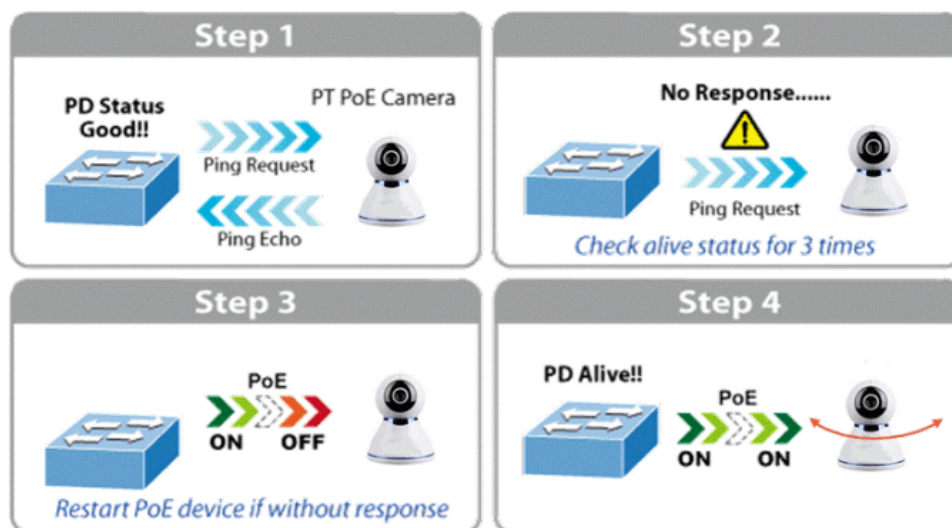 Step 1
PD Status
Good!!
PT PoE Camera
Ping Request
Ping Echo
Step 2
No Response......
!
Ping Request
Check alive status for 3 times
Step 3
PoE
ON
OFF
Restart PoE device if without response
Step 4
PD Alive!!
PoE
ON
ON